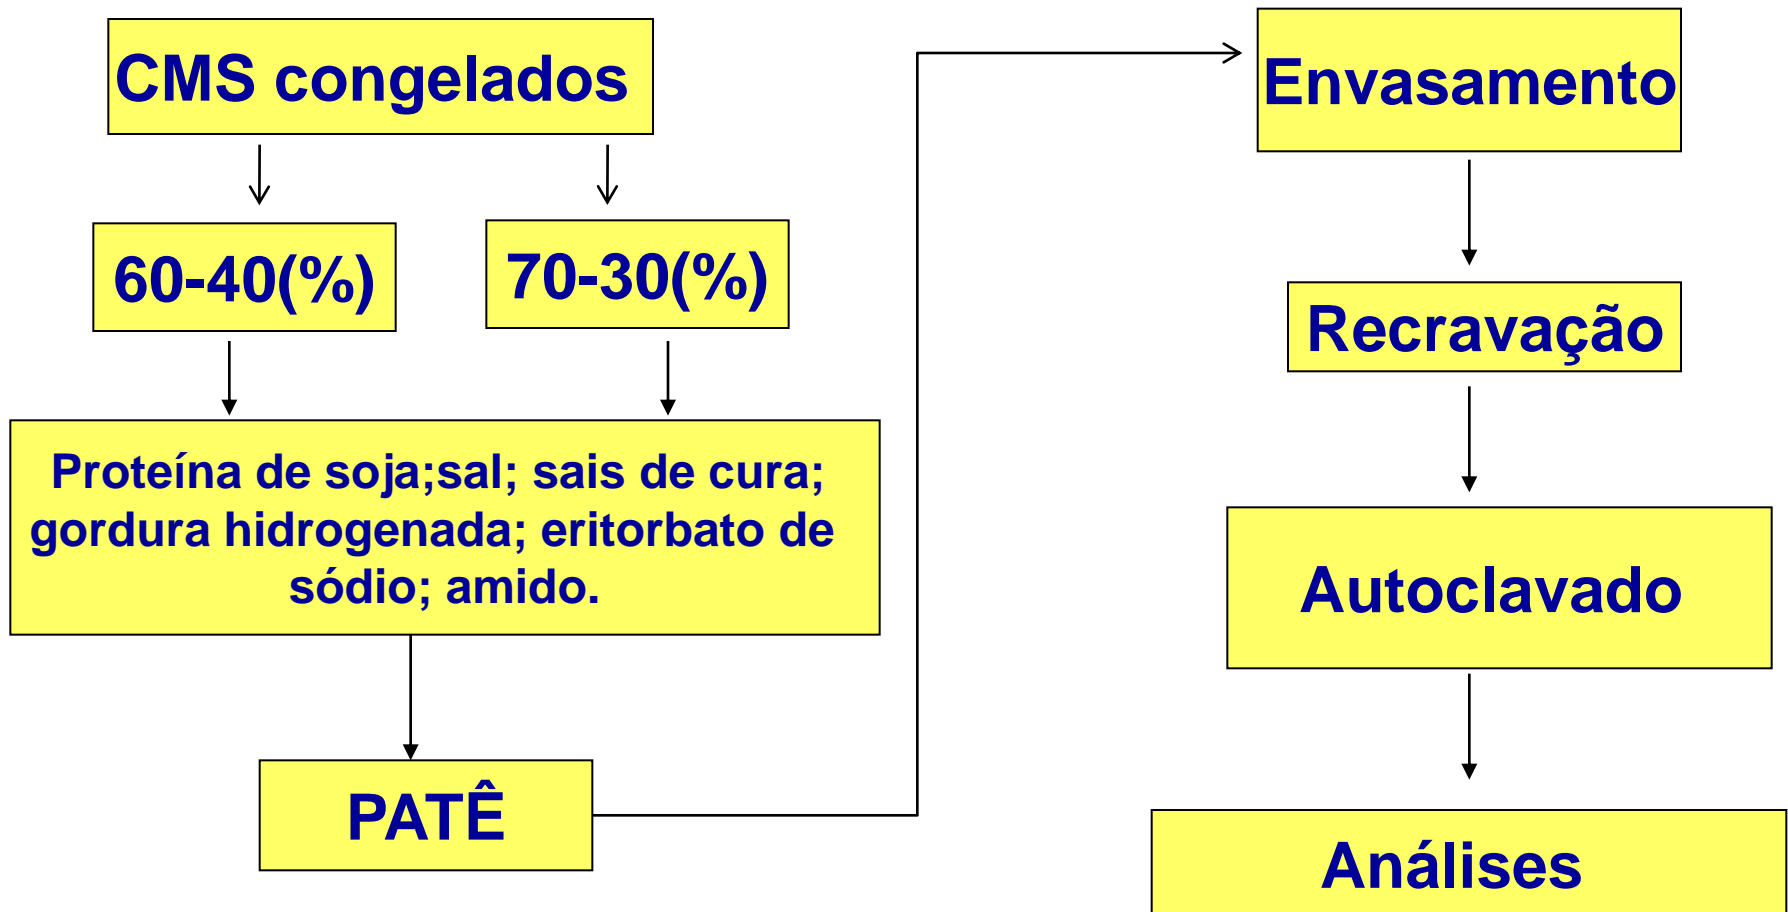 CMS congelados
60-40(%)
70-30(%)
Proteína de soja;sal; sais de cura;
gordura hidrogenada; eritorbato de
sódio; amido.
PATÊ
Envasamento
Recravação
Autoclavado
Análises